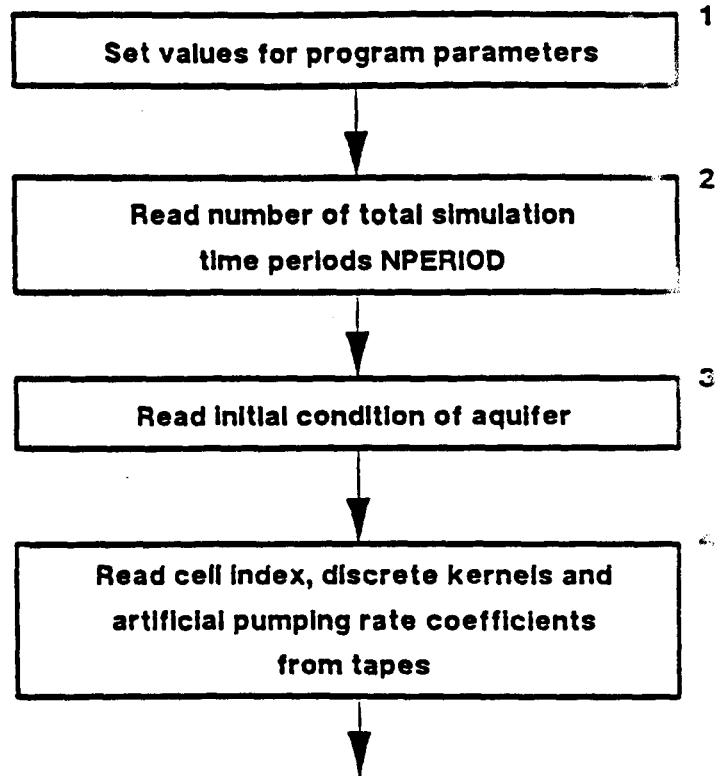 1
Set values for program parameters
2
Read number of total simulation
time periods NPERIOD
3
Read initial condition of aquifer
4
Read cell index, discrete kernels and
artificial pumping rate coefficients
from tapes